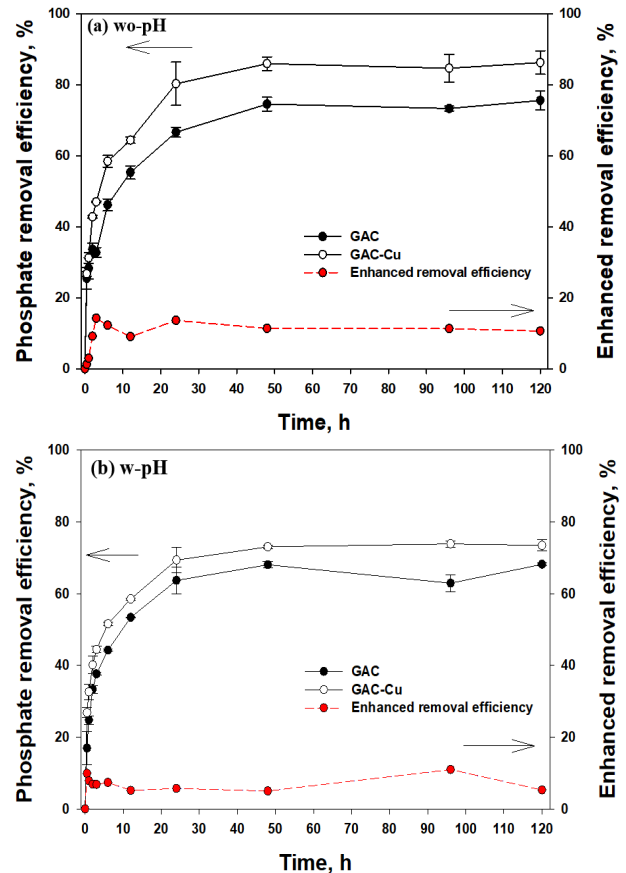 (a) wo-pH
Phosphate removal efficiency, %
100
80
60
40
20
0
100
80
60
40
20
0
Enhanced removal efficiency, %
GAC
GAC-Cu
Enhanced removal efficiency
0 10 20 30 40 50 60 70 80 90 100 110 120
Time, h
(b) w-pH
Phosphate removal efficiency, %
100
80
60
40
20
0
100
80
60
40
20
0
Enhanced removal efficiency, %
GAC
GAC-Cu
Enhanced removal efficiency
0 10 20 30 40 50 60 70 80 90 100 110 120
Time, h